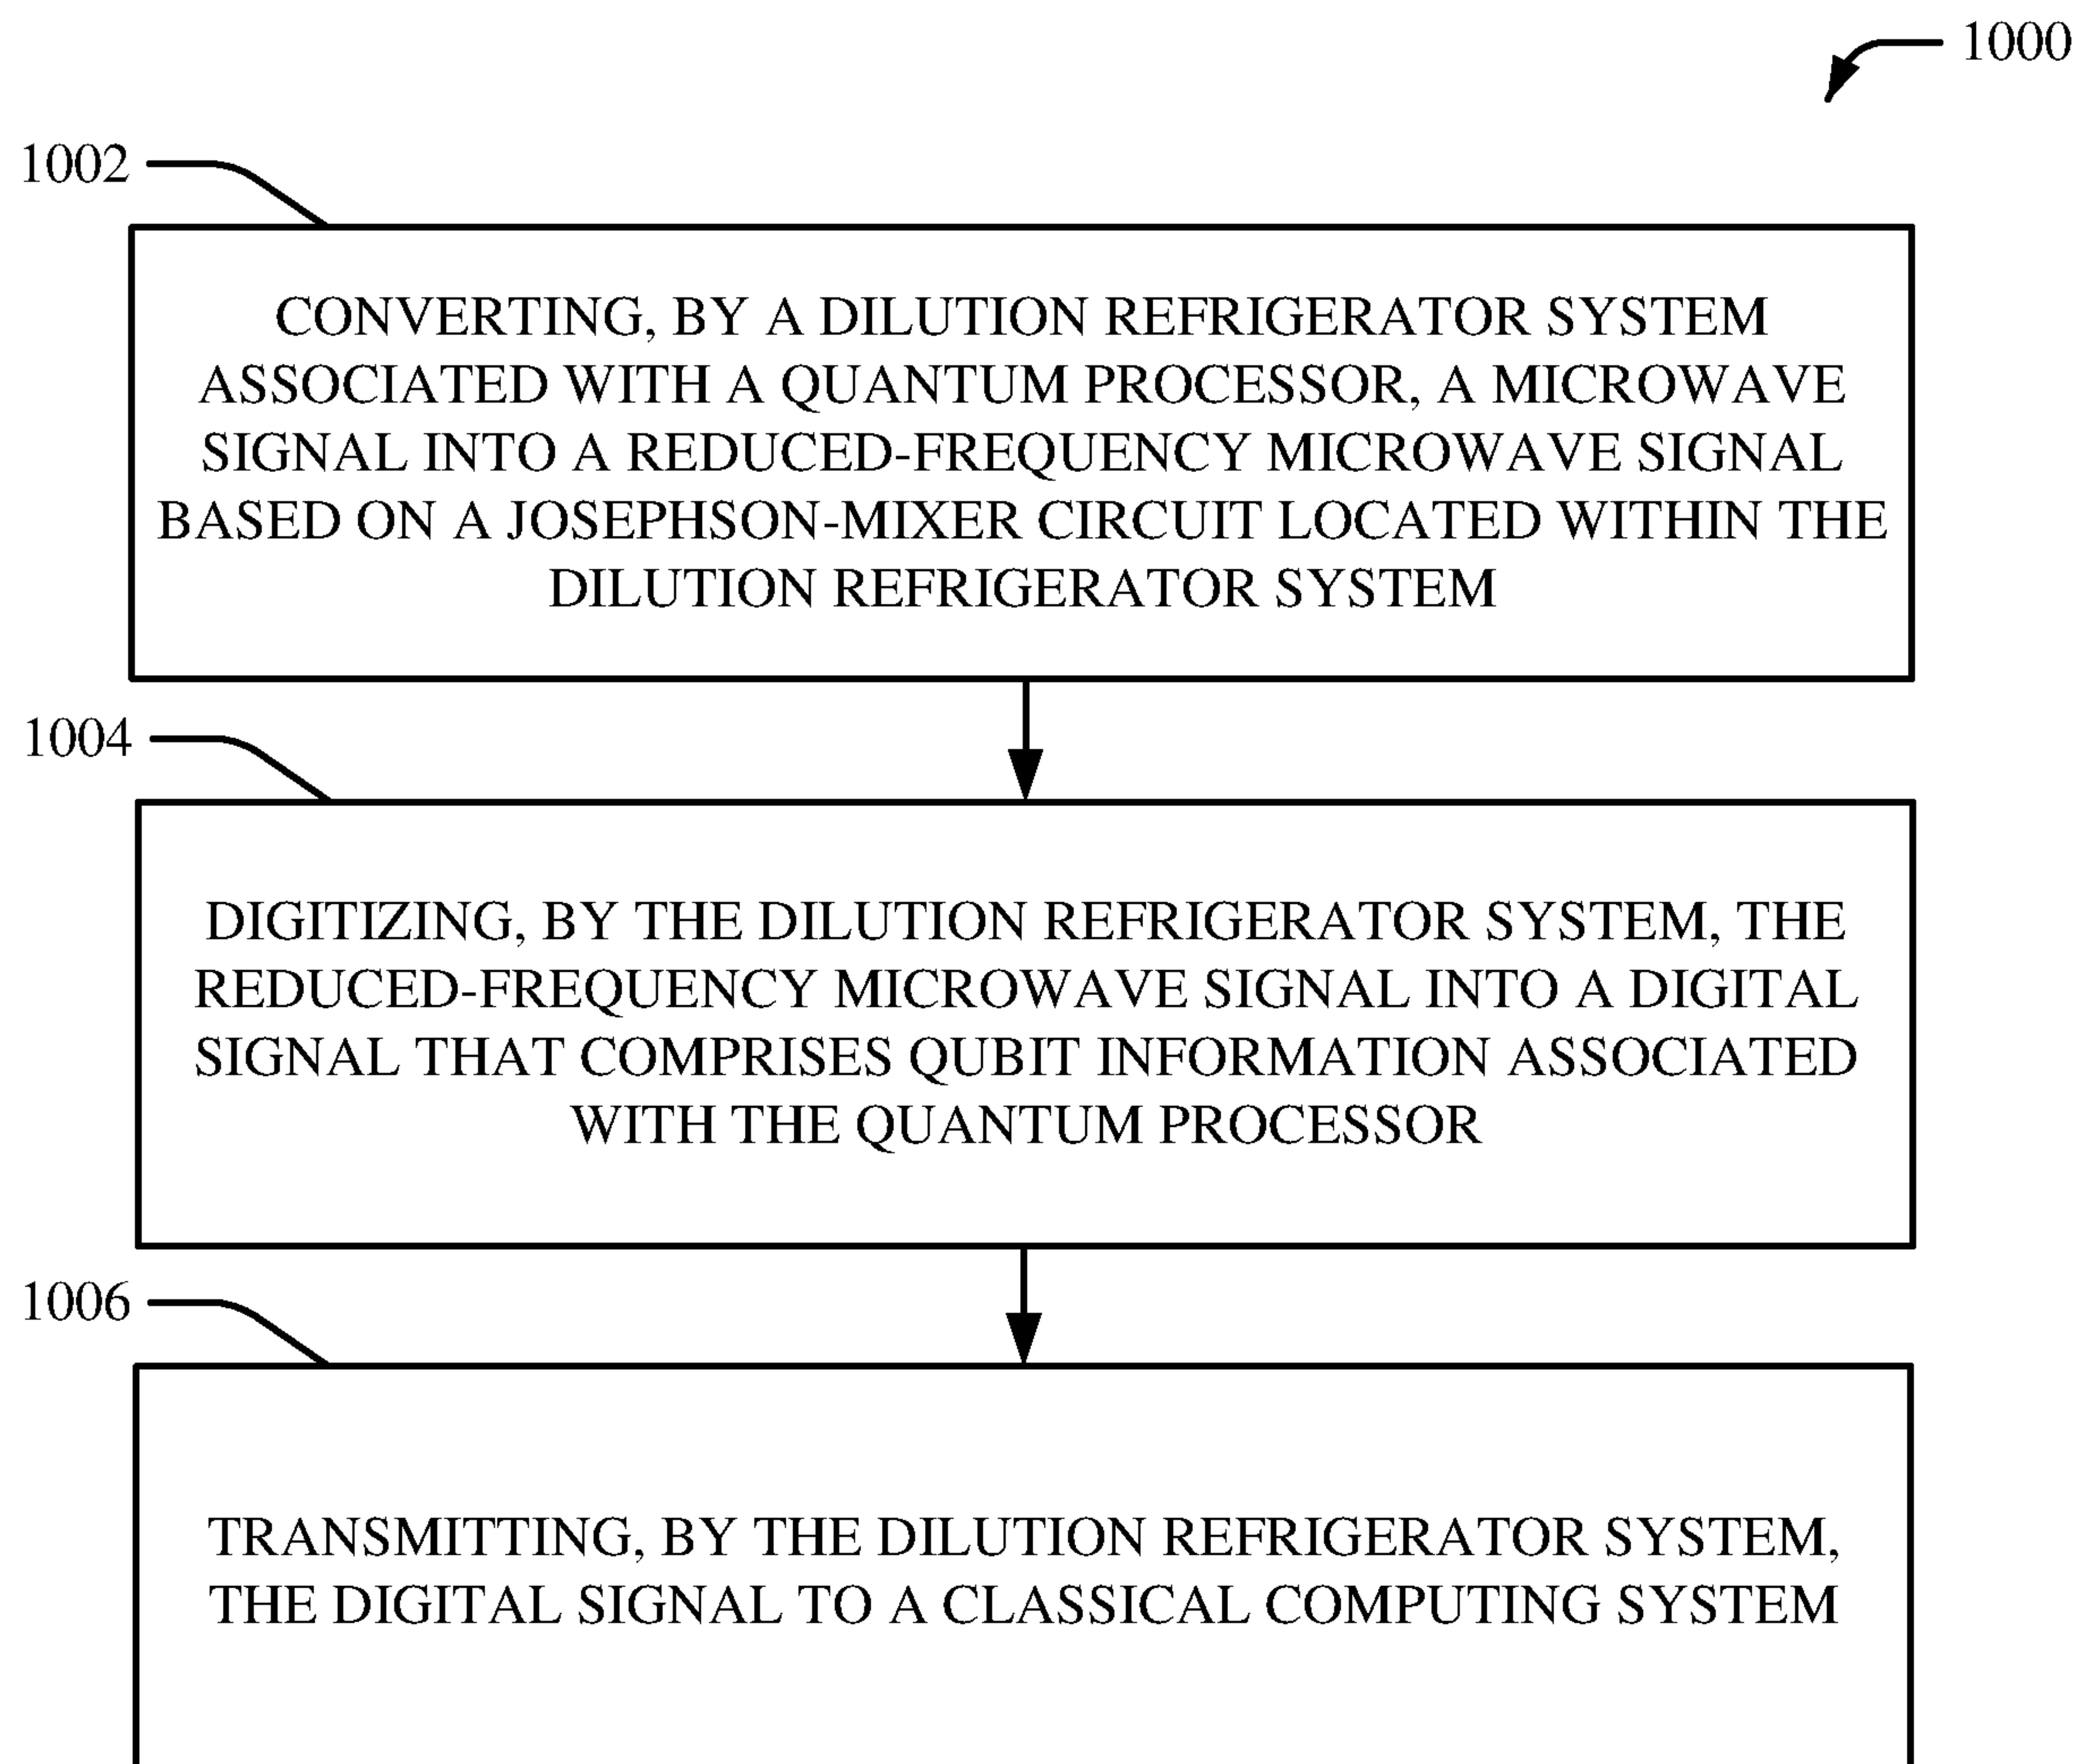 1000
1002
CONVERTING, BY A DILUTION REFRIGERATOR SYSTEM
ASSOCIATED WITH A QUANTUM PROCESSOR, A MICROWAVE
SIGNAL INTO A REDUCED-FREQUENCY MICROWAVE SIGNAL
BASED ON A JOSEPHSON-MIXER CIRCUIT LOCATED WITHIN THE
DILUTION REFRIGERATOR SYSTEM
1004
DIGITIZING, BY THE DILUTION REFRIGERATOR SYSTEM, THE
REDUCED-FREQUENCY MICROWAVE SIGNAL INTO A DIGITAL
SIGNAL THAT COMPRISES QUBIT INFORMATION ASSOCIATED
WITH THE QUANTUM PROCESSOR
1006
TRANSMITTING, BY THE DILUTION REFRIGERATOR SYSTEM,
THE DIGITAL SIGNAL TO A CLASSICAL COMPUTING SYSTEM